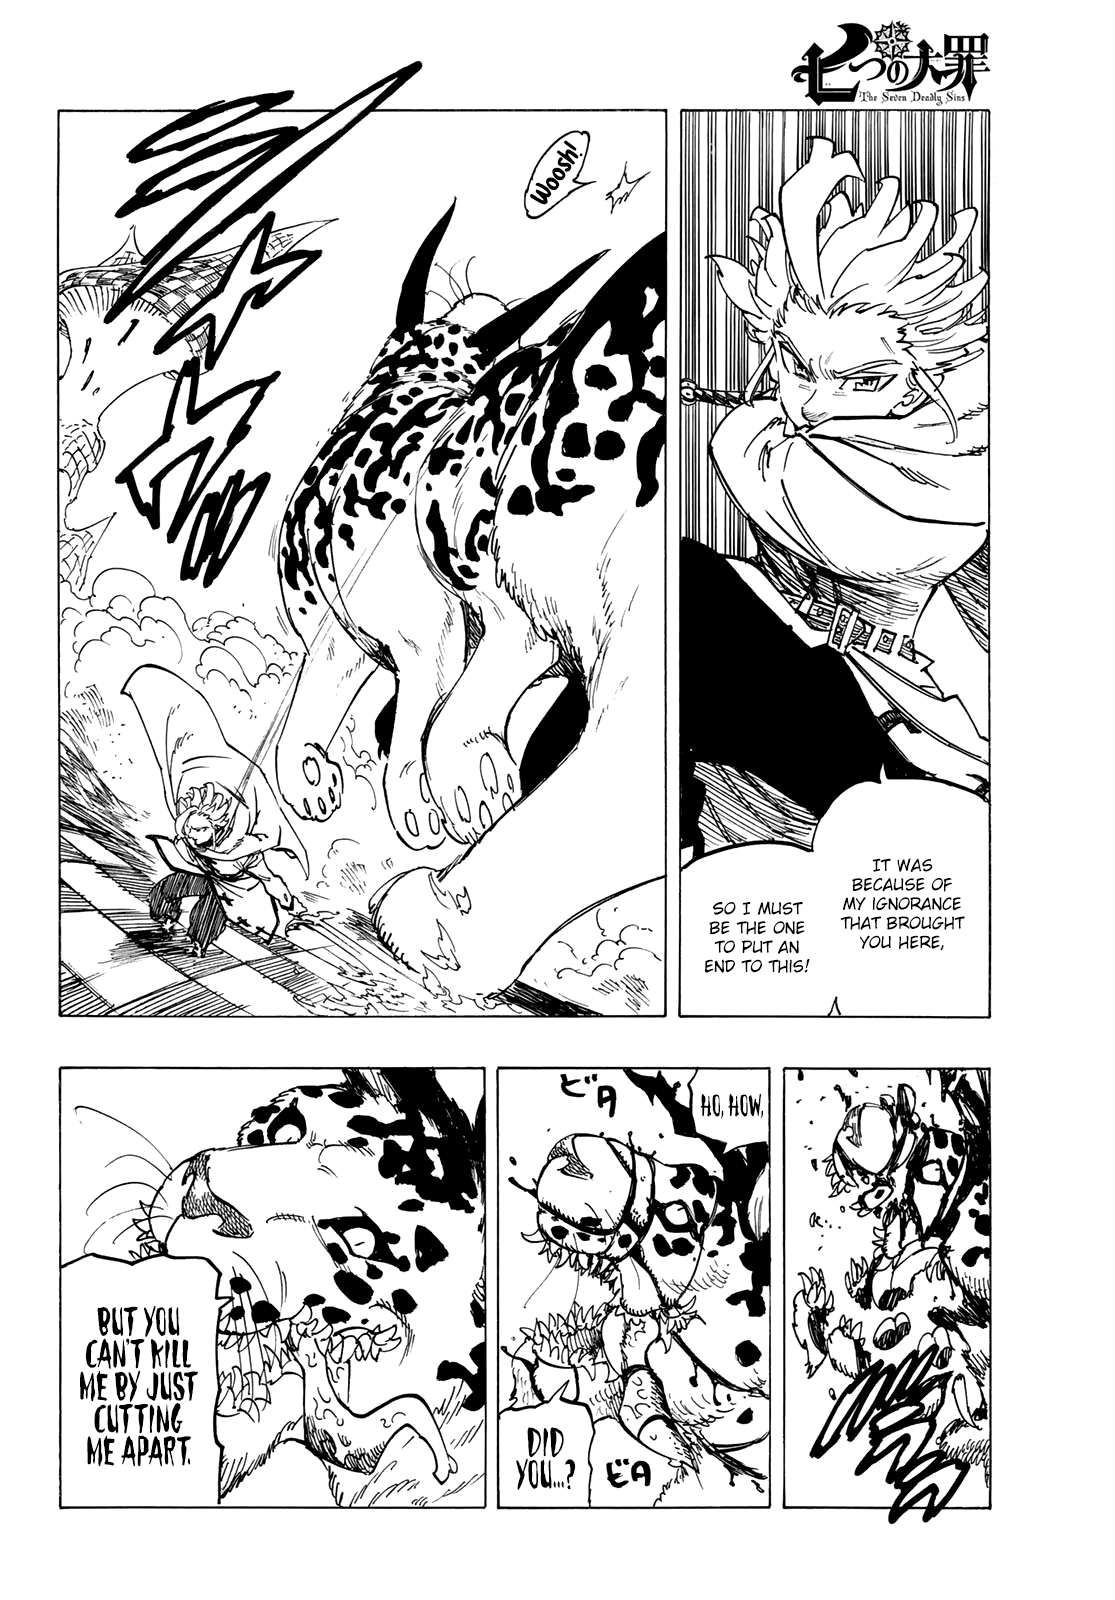 七つの大罪
The Seven Deadly Sins
IT WAS
BECAUSE OF
MY IGNORANCE
THAT BROUGHT
YOU HERE,
SO I MUST
BE THE ONE
TO PUT AN
END TO THIS!
Woosh!
HO, HOW,
ビタ
DID
YOU...?
ビタ
BUT YOU
CAN'T KILL
ME BY JUST
CUTTING
ME APART.